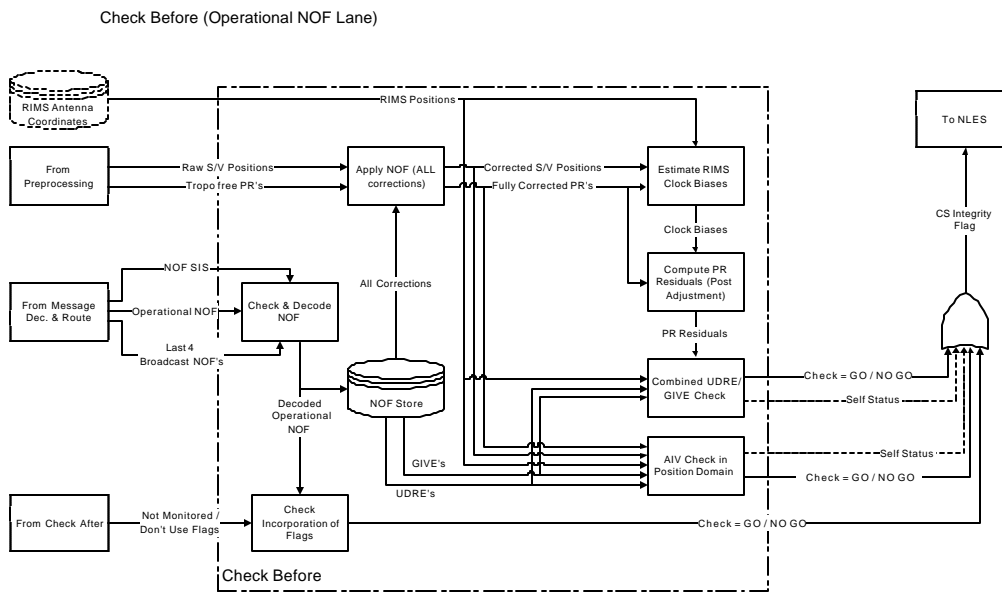 Check Before (Operational NOF Lane)
RIMS Antenna
Coordinates
RIMS Positions
To NLES
From
Preprocessing
Raw S/V Positions
Tropo free PR's
Apply NOF (ALL
corrections)
Corrected S/V Positions
Fully Corrected PR's
Estimate RIMS
Clock Biases
CS Integrity
Flag
Clock Biases
NOF SIS
All Corrections
Compute PR
Residuals (Post
Adjustment)
From Message
Dec. & Route
Operational NOF
Check & Decode
NOF
Last 4
Broadcast NOF's
PR Residuals
Decoded
Operational
NOF
NOF Store
Combined UDRE/
GIVE Check
Check = GO / NO GO
Self Status
GIVE's
UDRE's
AIV Check in
Position Domain
Self Status
Check = GO / NO GO
From Check After
Not Monitored /
Don't Use Flags
Check
Incorporation of
Flags
Check = GO / NO GO
Check Before